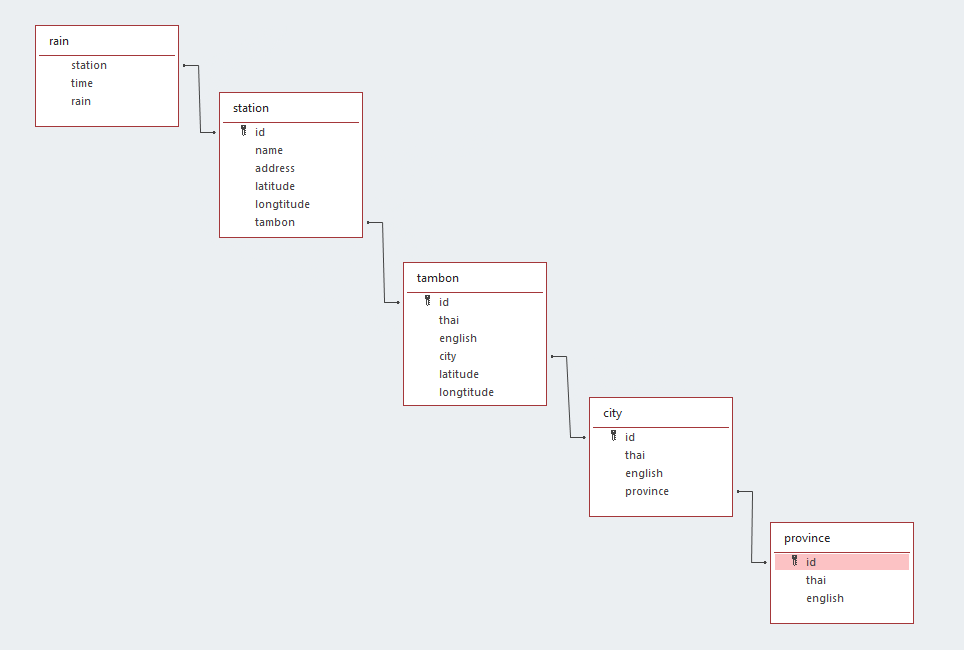 rain
station
time
rain
station
id
name
address
latitude
longtitude
tambon
tambon
id
thai
english
city
latitude
longtitude
city
id
thai
english
province
province
id
thai
english